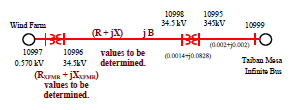 10998 10995
Wind Farm 34.5 kV 345kV 10999
(R + jX) j B
(0.002+j0.002)
10997 10996 values to be (0.0014+j0.0828) Taiban Mesa
0.570 kV 34.5kV determined. Infinite Bus
(RXFMR + jXXFMR)
values to be
determined.